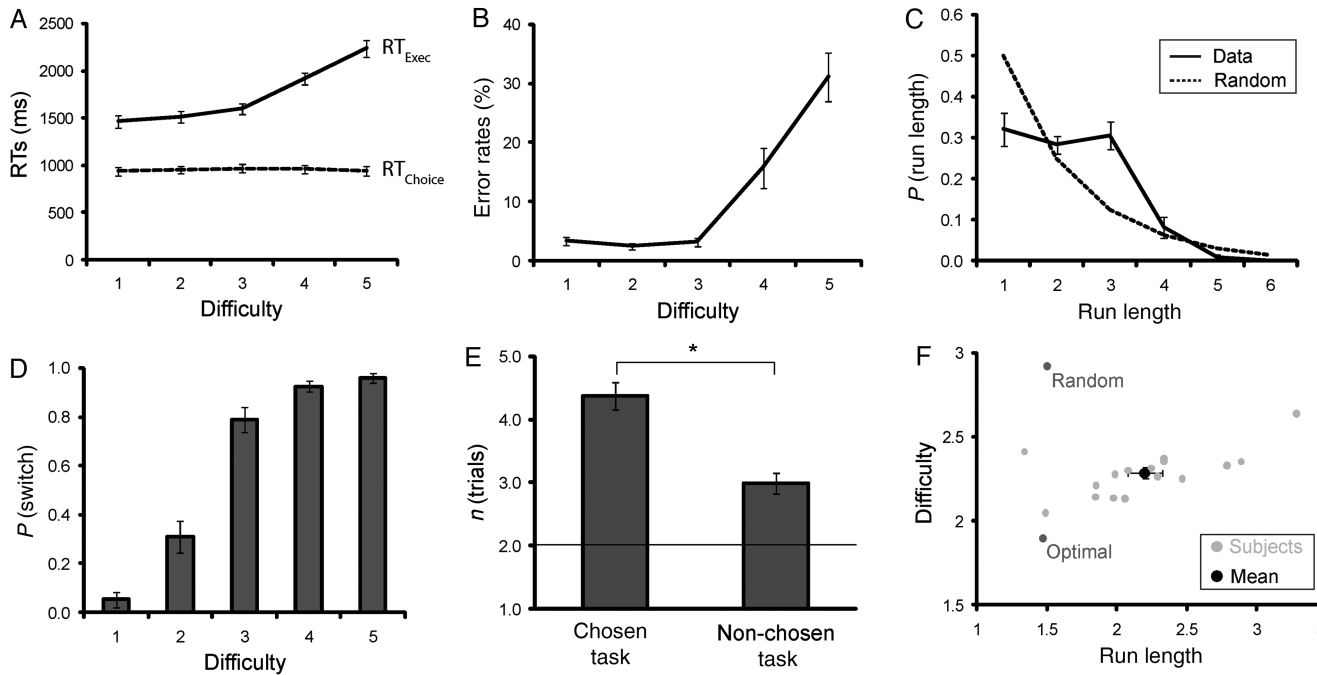 A
2500
2000
1500
1000
500
0
RTs (ms)
RTExec
RTChoice
1 2 3 4 5
Difficulty
B
40
30
20
10
0
Error rates (%)
1 2 3 4 5
Difficulty
C
0.6
0.5
0.4
0.3
0.2
0.1
0.0
P (run length)
Data
Random
1 2 3 4 5 6
Run length
D
1.0
0.8
0.6
0.4
0.2
0.0
P (switch)
1 2 3 4 5
Difficulty
E
5.0
4.0
3.0
2.0
1.0
n (trials)
*
Chosen
task
Non-chosen
task
F
3
2.5
2
1.5
Difficulty
Random
Optimal
Subjects
Mean
1 1.5 2 2.5 3
Run length